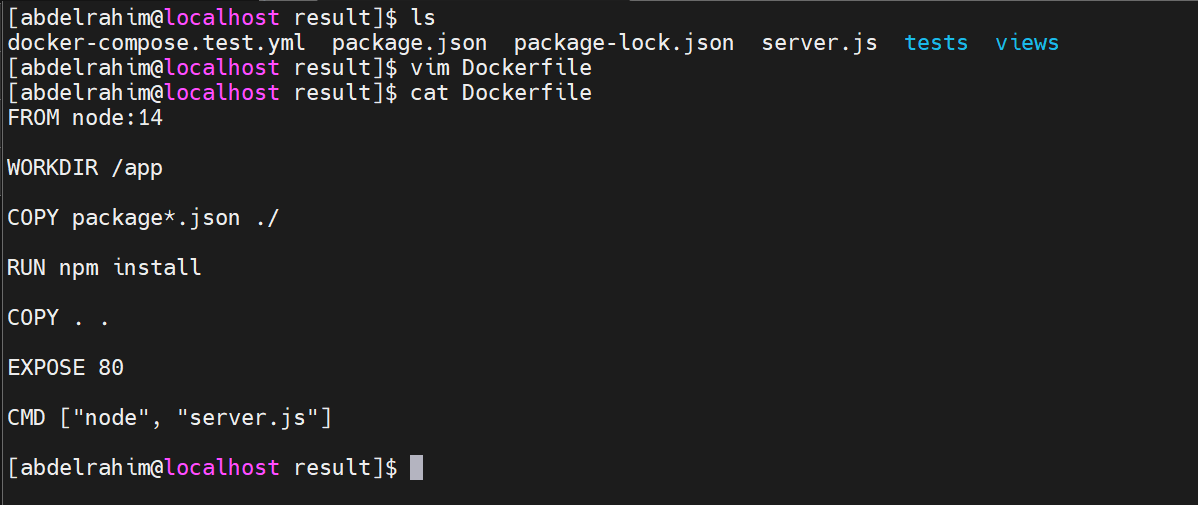 [abdelrahim@localhost result]$ ls
docker-compose.test.yml  package.json  package-lock.json  server.js  tests  views
[abdelrahim@localhost result]$ vim Dockerfile
[abdelrahim@localhost result]$ cat Dockerfile
FROM node:14
WORKDIR /app
COPY package*.json ./
RUN npm install
COPY . .
EXPOSE 80
CMD ["node", "server.js"]
[abdelrahim@localhost result]$